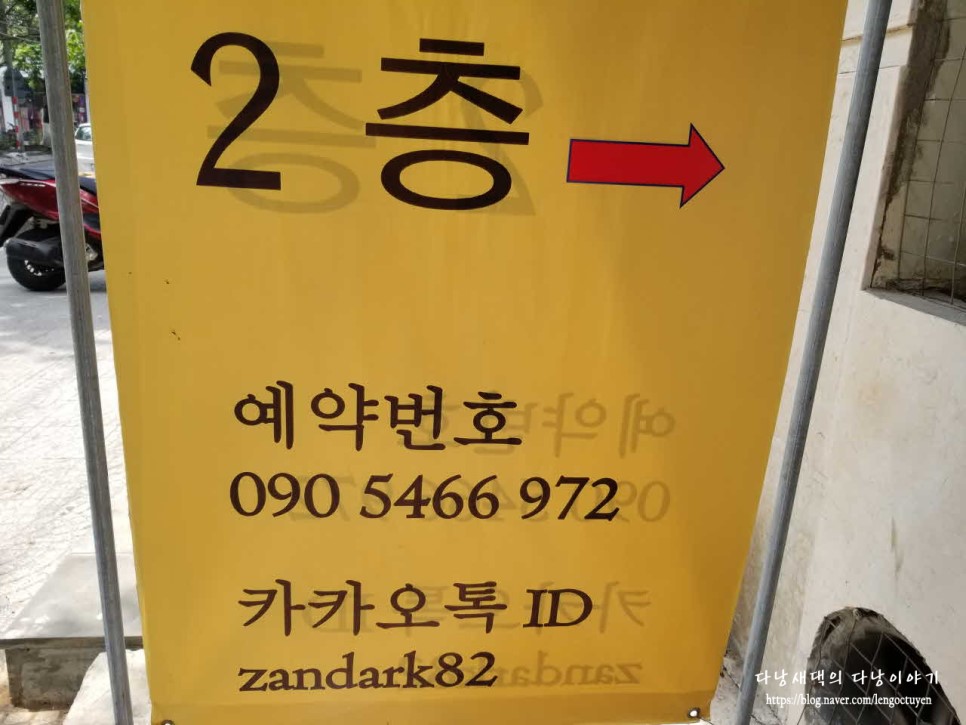 2층
예약번호
090 5466 972
카카오톡 ID
zandark82
다낭새댁의 다낭이야기
https://blog.naver.com/lengoctuyen